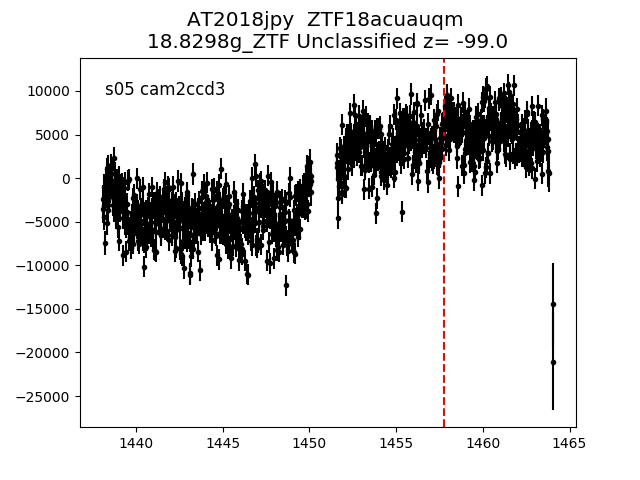 AT2018jpy  ZTF18acuauqm
18.8298g_ZTF Unclassified z= -99.0
s05 cam2ccd3
10000
5000
0
−5000
−10000
−15000
−20000
−25000
1440 1445 1450 1455 1460 1465